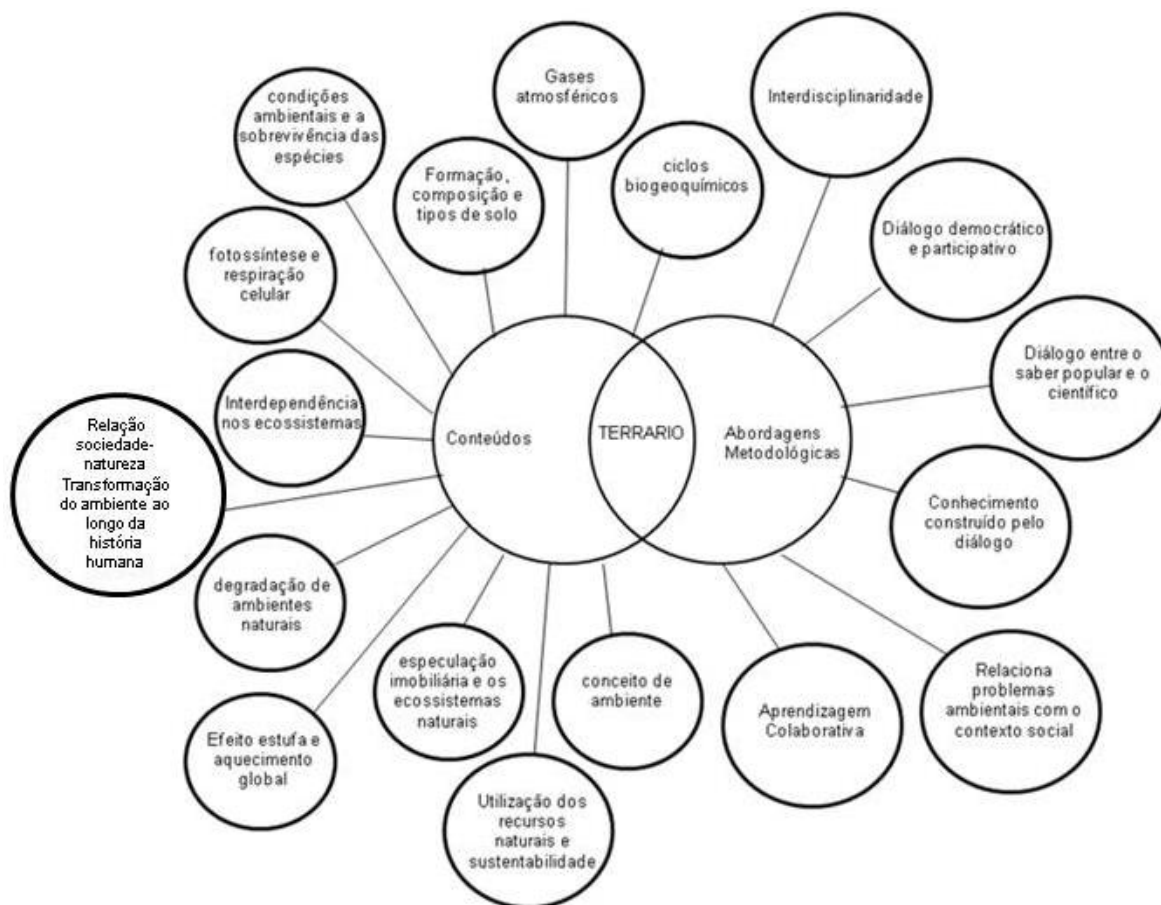 Gases
atmosféricos
Interdisciplinaridade
condições
ambientais e a
sobrevivência das
espécies
Formação,
composição e
tipos de solo
ciclos
biogeoquímicos
Diálogo democrático
e participativo
fotossíntese e
respiração
celular
Diálogo entre o
saber popular e o
científico
Interdependência
nos ecossistemas
Relação
sociedade-
natureza
Transformação
do ambiente ao
longo da
história
humana
Conteúdos
TERRARIO
Abordagens
Metodológicas
Conhecimento
construído pelo
diálogo
degradação de
ambientes
naturais
especulação
imobiliária e os
ecossistemas
naturais
conceito de
ambiente
Aprendizagem
Colaborativa
Relaciona
problemas
ambientais com o
contexto social
Efeito estufa e
aquecimento
global
Utilização dos
recursos
naturais e
sustentabilidade